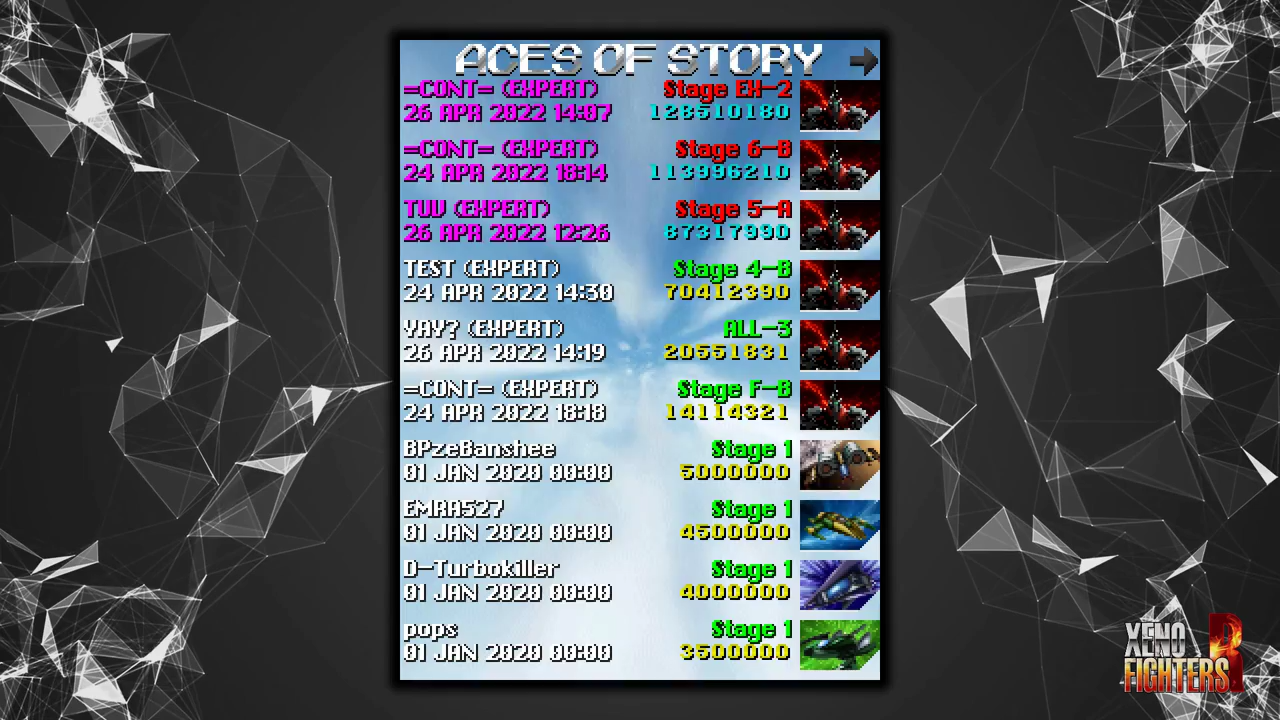 ACES OF STORY
=CONT= (EXPERT) Stage EX-2
26 APR 2022 14:07 128510180
=CONT= (EXPERT) Stage 6-B
24 APR 2022 18:14 113996210
TUV (EXPERT) Stage 5-A
26 APR 2022 12:26 87317990
TEST (EXPERT) Stage 4-B
24 APR 2022 14:30 70412390
YAY? (EXPERT) ALL-3
26 APR 2022 14:19 20551831
=CONT= (EXPERT) Stage F-B
24 APR 2022 18:18 14114321
BPzeBanshee Stage 1
01 JAN 2020 00:00 5000000
EMRA527 Stage 1
01 JAN 2020 00:00 4500000
D-Turbokiller Stage 1
01 JAN 2020 00:00 4000000
pops Stage 1
01 JAN 2020 00:00 3500000
XENO
FIGHTERS R